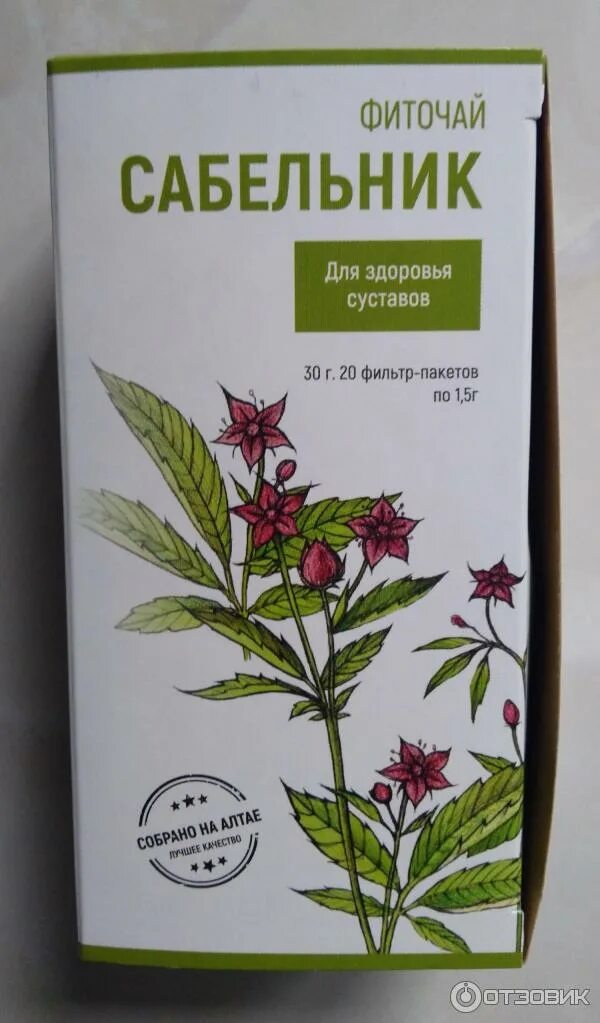 ФИТОЧАЙ
САБЕЛЬНИК
Для здоровья
суставов
30 г. 20 фильтр-пакетов
по 1,5г
СОБРАНО НА АЛТАЕ
ЛУЧШЕЕ КАЧЕСТВО
ОТЗОВИК